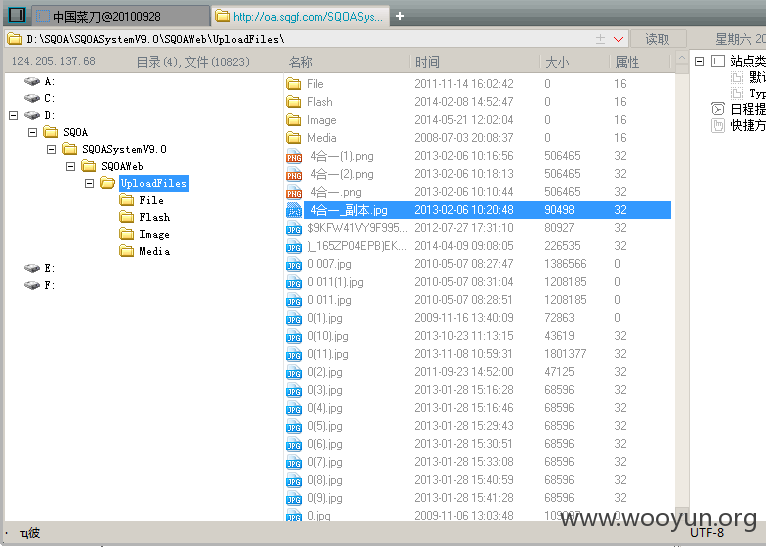 中国菜刀@20100928
http://oa.sqgf.com/SQOASys...
D:\SQOA\SQOASystemV9.0\SQOAWeb\UploadFiles\
读取
星期六 20
124.205.137.68
目录(4),文件(10823)
名称 时间 大小 属性
A:
C:
D:
SQOA
SQOASystemV9.0
SQOAWeb
UploadFiles
File
Flash
Image
Media
E:
F:
File 2011-11-14 16:02:42 0 16
Flash 2014-02-08 14:52:47 0 16
Image 2014-05-21 12:02:04 0 16
Media 2008-07-03 20:08:37 0 16
4合一(1).png 2013-02-06 10:16:56 506465 32
4合一(2).png 2013-02-06 10:18:13 506465 32
4合一.png 2013-02-06 10:10:44 506465 32
4合一_副本.jpg 2013-02-06 10:20:48 90498 32
$9KFW41VY9F995... 2012-07-27 17:31:10 80927 32
)_165ZP04EPB)EK... 2014-04-09 09:08:05 226535 32
0 007.jpg 2010-05-07 08:27:47 1386566 0
0 011(1).jpg 2010-05-07 08:31:04 1208185 0
0 011.jpg 2010-05-07 08:28:51 1208185 0
0(1).jpg 2009-11-16 13:40:09 72863 0
0(10).jpg 2013-10-23 11:13:15 43619 32
0(11).jpg 2013-11-08 10:59:31 1801377 32
0(2).jpg 2011-09-23 14:52:00 47125 32
0(3).jpg 2013-01-28 15:16:28 68596 32
0(4).jpg 2013-01-28 15:16:46 68596 32
0(5).jpg 2013-01-28 15:29:43 68596 32
0(6).jpg 2013-01-28 15:30:51 68596 32
0(7).jpg 2013-01-28 15:33:08 68596 32
0(8).jpg 2013-01-28 15:40:59 68596 32
0(9).jpg 2013-01-28 15:41:28 68596 32
0.jpg 2009-11-06 13:03:48
站点类
默认
Typ
日程提
快捷方
www.wooyun.org
UTF-8